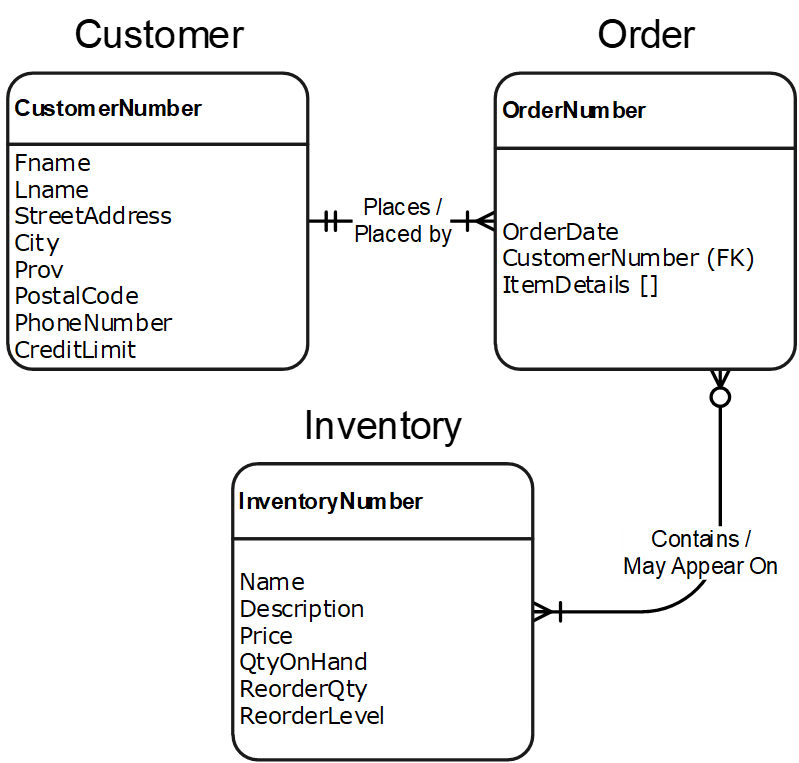 Customer
CustomerNumber
Fname
Lname
StreetAddress
City
Prov
PostalCode
PhoneNumber
CreditLimit
Places /
Placed by
Order
OrderNumber
OrderDate
CustomerNumber (FK)
ItemDetails []
Contains /
May Appear On
Inventory
InventoryNumber
Name
Description
Price
QtyOnHand
ReorderQty
ReorderLevel